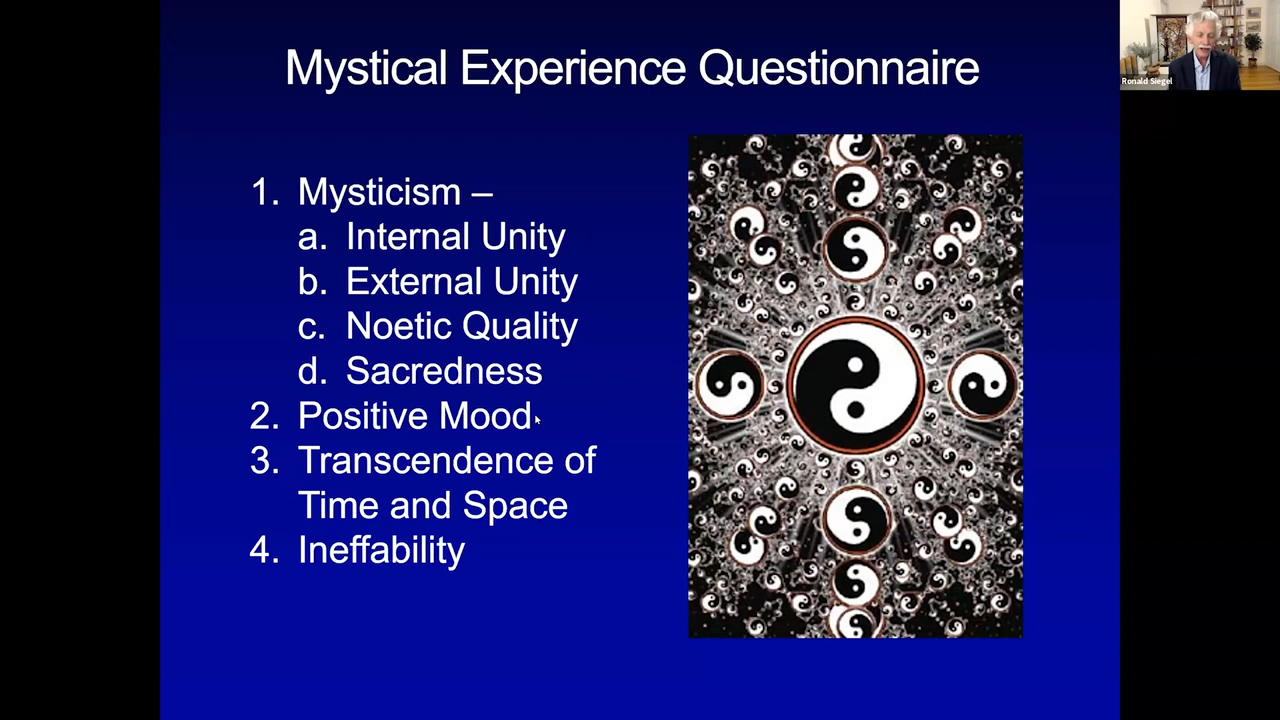 Mystical Experience Questionnaire
Ronald Siegel
1. Mysticism –
a. Internal Unity
b. External Unity
c. Noetic Quality
d. Sacredness
2. Positive Mood
3. Transcendence of
Time and Space
4. Ineffability